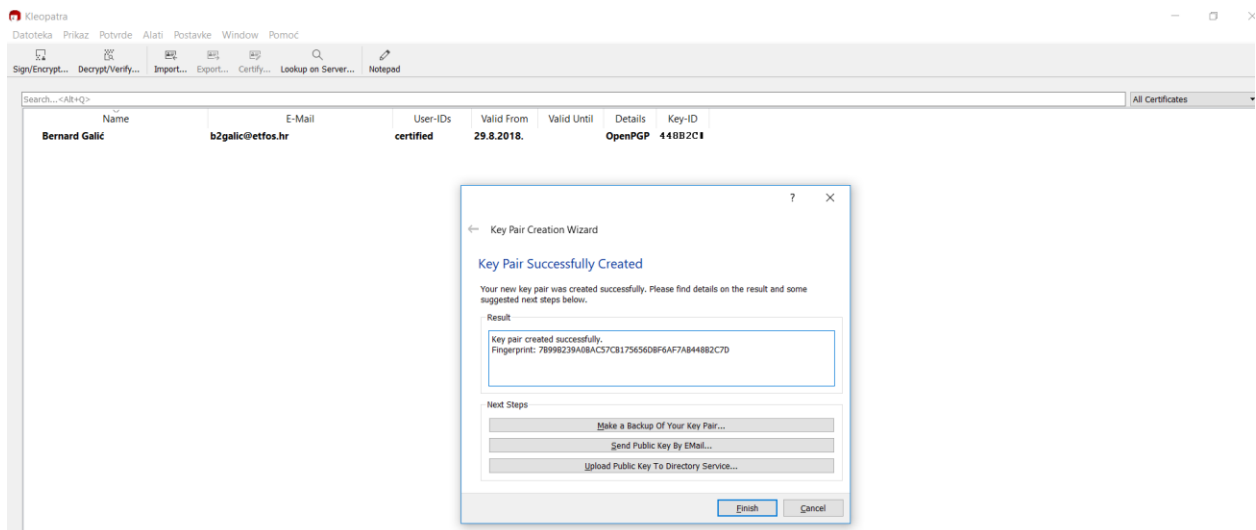 Kleopatra
Datoteka Prikaz Potvrde Alati Postavke Window Pomoć
Sign/Encrypt... Decrypt/Verify... Import... Export... Certify... Lookup on Server... Notepad
Search...<Alt+Q> All Certificates
Name E-Mail User-IDs Valid From Valid Until Details Key-ID
Bernard Galić b2galic@etfos.hr certified 29.8.2018. OpenPGP
?
Key Pair Creation Wizard
Key Pair Successfully Created
Your new key pair was created successfully. Please find details on the result and some
suggested next steps below.
Result
Key pair created successfully.
Fingerprint: 7B99B239A0BAC57CB175656DBF6AF7AB448B2C7D
Next Steps
Make a Backup Of Your Key Pair...
Send Public Key By EMail...
Upload Public Key To Directory Service...
Finish Cancel